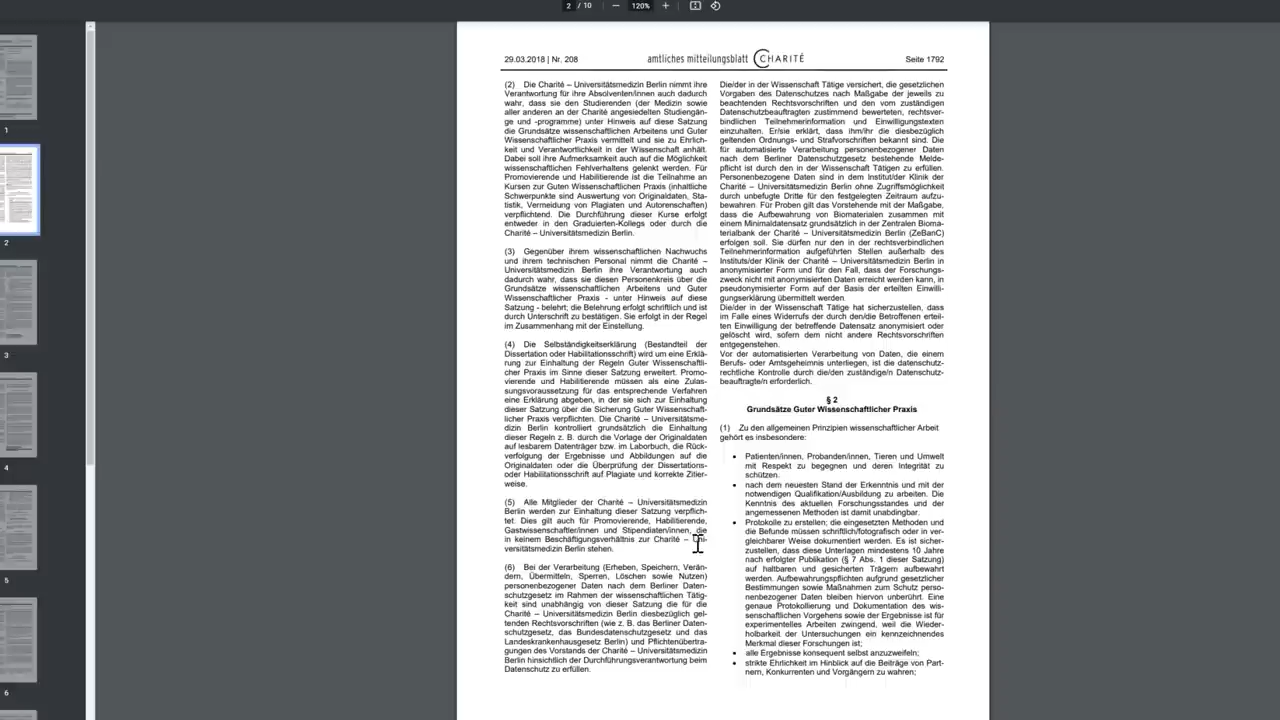 2 / 10
120%
29.03.2018 | Nr. 208
amtliches mitteilungsblatt CHARITÉ
Seite 1792
(2) Die Charité – Universitätsmedizin Berlin nimmt ihre
Verantwortung für ihre Absolventen/innen auch dadurch
wahr, dass sie den Studierenden (der Medizin sowie
aller anderen an der Charité angesiedelten Studiengän-
ge und -programme) unter Hinweis auf diese Satzung
die Grundsätze wissenschaftlichen Arbeitens und Guter
Wissenschaftlicher Praxis vermittelt und sie zu Ehrlich-
keit und Verantwortlichkeit in der Wissenschaft anhält.
Dabei soll ihre Aufmerksamkeit auch auf die Möglichkeit
wissenschaftlichen Fehlverhaltens gelenkt werden. Für
Promovierende und Habilitierende ist die Teilnahme an
Kursen zur Guten Wissenschaftlichen Praxis (inhaltliche
Schwerpunkte sind Auswertung von Originaldaten, Sta-
tistik, Vermeidung von Plagiaten und Autorenschaften)
verpflichtend. Die Durchführung dieser Kurse erfolgt
entweder in den Graduierten-Kollegs oder durch die
Charité – Universitätsmedizin Berlin.
(3) Gegenüber ihrem wissenschaftlichen Nachwuchs
und ihrem technischen Personal nimmt die Charité –
Universitätsmedizin Berlin ihre Verantwortung auch
dadurch wahr, dass sie diesen Personenkreis über die
Grundsätze wissenschaftlichen Arbeitens und Guter
Wissenschaftlicher Praxis - unter Hinweis auf diese
Satzung - belehrt; die Belehrung erfolgt schriftlich und ist
durch Unterschrift zu bestätigen. Sie erfolgt in der Regel
im Zusammenhang mit der Einstellung.
(4) Die Selbständigkeitserklärung (Bestandteil der
Dissertation oder Habilitationsschrift) wird um eine Erklä-
rung zur Einhaltung der Regeln Guter Wissenschaftli-
cher Praxis im Sinne dieser Satzung erweitert. Promo-
vierende und Habilitierende müssen als eine Zulas-
sungsvoraussetzung für das entsprechende Verfahren
eine Erklärung abgeben, in der sie sich zur Einhaltung
dieser Satzung über die Sicherung Guter Wissenschaft-
licher Praxis verpflichten. Die Charité – Universitätsme-
dizin Berlin kontrolliert grundsätzlich die Einhaltung
dieser Regeln z. B. durch die Vorlage der Originaldaten
auf lesbarem Datenträger bzw. im Laborbuch, die Rück-
verfolgung der Ergebnisse und Abbildungen auf die
Originaldaten oder die Überprüfung der Dissertations-
oder Habilitationsschrift auf Plagiate und korrekte Zitier-
weise.
(5) Alle Mitglieder der Charité – Universitätsmedizin
Berlin werden zur Einhaltung dieser Satzung verpflich-
tet. Dies gilt auch für Promovierende, Habilitierende,
Gastwissenschaftler/innen und Stipendiaten/innen, die
in keinem Beschäftigungsverhältnis zur Charité – Uni-
versitätsmedizin Berlin stehen.
(6) Bei der Verarbeitung (Erheben, Speichern, Verän-
dern, Übermitteln, Sperren, Löschen sowie Nutzen)
personenbezogener Daten nach dem Berliner Daten-
schutzgesetz im Rahmen der wissenschaftlichen Tätig-
keit sind unabhängig von dieser Satzung die für die
Charité – Universitätsmedizin Berlin diesbezüglich gel-
tenden Rechtsvorschriften (wie z. B. das Berliner Daten-
schutzgesetz, das Bundesdatenschutzgesetz und das
Landeskrankenhausgesetz Berlin) und Pflichtenübertra-
gungen des Vorstands der Charité – Universitätsmedizin
Berlin hinsichtlich der Durchführungsverantwortung beim
Datenschutz zu erfüllen.
Die/der in der Wissenschaft Tätige versichert, die gesetzlichen
Vorgaben des Datenschutzes nach Maßgabe der jeweils zu
beachtenden Rechtsvorschriften und den vom zuständigen
Datenschutzbeauftragten zustimmend bewerteten, rechtsver-
bindlichen Teilnehmerinformation und Einwilligungstexten
einzuhalten. Er/sie erklärt, dass ihm/ihr die diesbezüglich
geltenden Ordnungs- und Strafvorschriften bekannt sind. Die
für automatisierte Verarbeitung personenbezogener Daten
nach dem Berliner Datenschutzgesetz bestehende Melde-
pflicht ist durch den in der Wissenschaft Tätigen zu erfüllen.
Personenbezogene Daten sind in dem Institut/der Klinik der
Charité – Universitätsmedizin Berlin ohne Zugriffsmöglichkeit
durch unbefugte Dritte für den festgelegten Zeitraum aufzu-
bewahren. Für Proben gilt das Vorstehende mit der Maßgabe,
dass die Aufbewahrung von Biomaterialen zusammen mit
einem Minimaldatensatz grundsätzlich in der Zentralen Bioma-
terialbank der Charité – Universitätsmedizin Berlin (ZeBanC)
erfolgen soll. Sie dürfen nur den in der rechtsverbindlichen
Teilnehmerinformation aufgeführten Stellen außerhalb des
Instituts/der Klinik der Charité – Universitätsmedizin Berlin in
anonymisierter Form und für den Fall, dass der Forschungs-
zweck nicht mit anonymisierten Daten erreicht werden kann, in
pseudonymisierter Form auf der Basis der erteilten Einwilli-
gungserklärung übermittelt werden.
Die/der in der Wissenschaft Tätige hat sicherzustellen, dass
im Falle eines Widerrufs der durch den/die Betroffenen erteil-
ten Einwilligung der betreffende Datensatz anonymisiert oder
gelöscht wird, sofern dem nicht andere Rechtsvorschriften
entgegenstehen.
Vor der automatisierten Verarbeitung von Daten, die einem
Berufs- oder Amtsgeheimnis unterliegen, ist die datenschutz-
rechtliche Kontrolle durch die/den zuständige/n Datenschutz-
beauftragte/n erforderlich.
§ 2
Grundsätze Guter Wissenschaftlicher Praxis
(1) Zu den allgemeinen Prinzipien wissenschaftlicher Arbeit
gehört es insbesondere:
• Patienten/innen, Probanden/innen, Tieren und Umwelt
mit Respekt zu begegnen und deren Integrität zu
schützen.
• nach dem neuesten Stand der Erkenntnis und mit der
notwendigen Qualifikation/Ausbildung zu arbeiten. Die
Kenntnis des aktuellen Forschungsstandes und der
angemessenen Methoden ist damit unabdingbar.
• Protokolle zu erstellen; die eingesetzten Methoden und
die Befunde müssen schriftlich/fotografisch oder in ver-
gleichbarer Weise dokumentiert werden. Es ist sicher-
zustellen, dass diese Unterlagen mindestens 10 Jahre
nach erfolgter Publikation (§ 7 Abs. 1 dieser Satzung)
auf haltbaren und gesicherten Trägern aufbewahrt
werden. Aufbewahrungspflichten aufgrund gesetzlicher
Bestimmungen sowie Maßnahmen zum Schutz perso-
nenbezogener Daten bleiben hiervon unberührt. Eine
genaue Protokollierung und Dokumentation des wis-
senschaftlichen Vorgehens sowie der Ergebnisse ist für
experimentelles Arbeiten zwingend, weil die Wieder-
holbarkeit der Untersuchungen ein kennzeichnendes
Merkmal dieser Forschungen ist;
• alle Ergebnisse konsequent selbst anzuzweifeln;
• strikte Ehrlichkeit im Hinblick auf die Beiträge von Part-
nern, Konkurrenten und Vorgängern zu wahren;
1
2
3
4
5
6